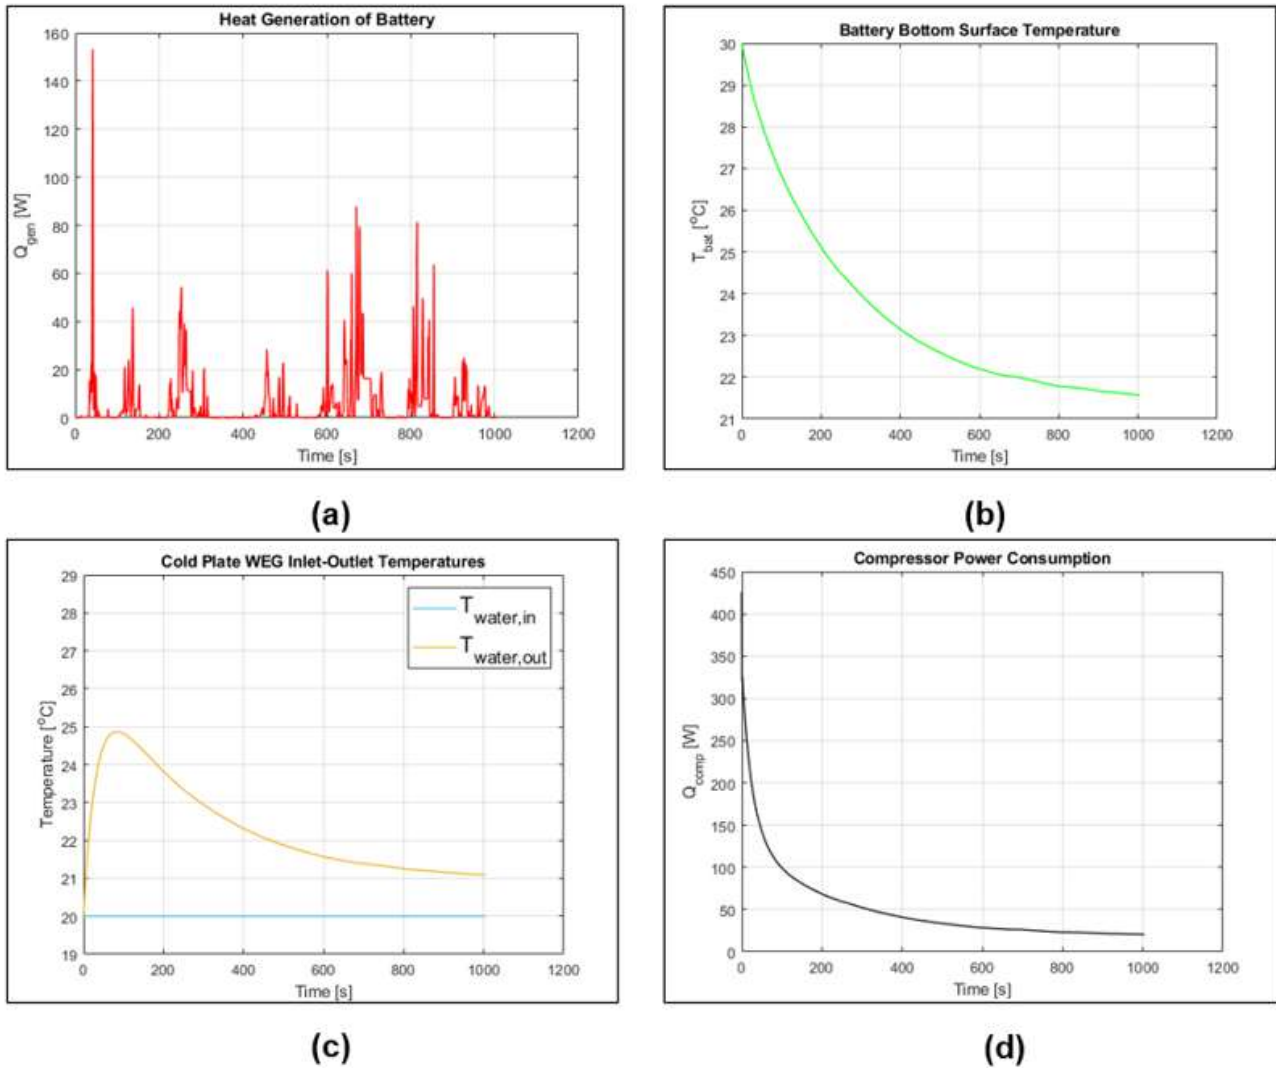 Heat Generation of Battery
160
140
120
100
80
60
40
20
0
Q_gen [W]
0 200 400 600 800 1000 1200
Time [s]
(a)
Battery Bottom Surface Temperature
30
29
28
27
26
25
24
23
22
21
T_bat [°C]
0 200 400 600 800 1000 1200
Time [s]
(b)
Cold Plate WEG Inlet-Outlet Temperatures
29
28
27
26
25
24
23
22
21
20
19
Temperature [°C]
T_water,in
T_water,out
0 200 400 600 800 1000 1200
Time [s]
(c)
Compressor Power Consumption
450
400
350
300
250
200
150
100
50
0
Q_comp [W]
0 200 400 600 800 1000 1200
Time [s]
(d)